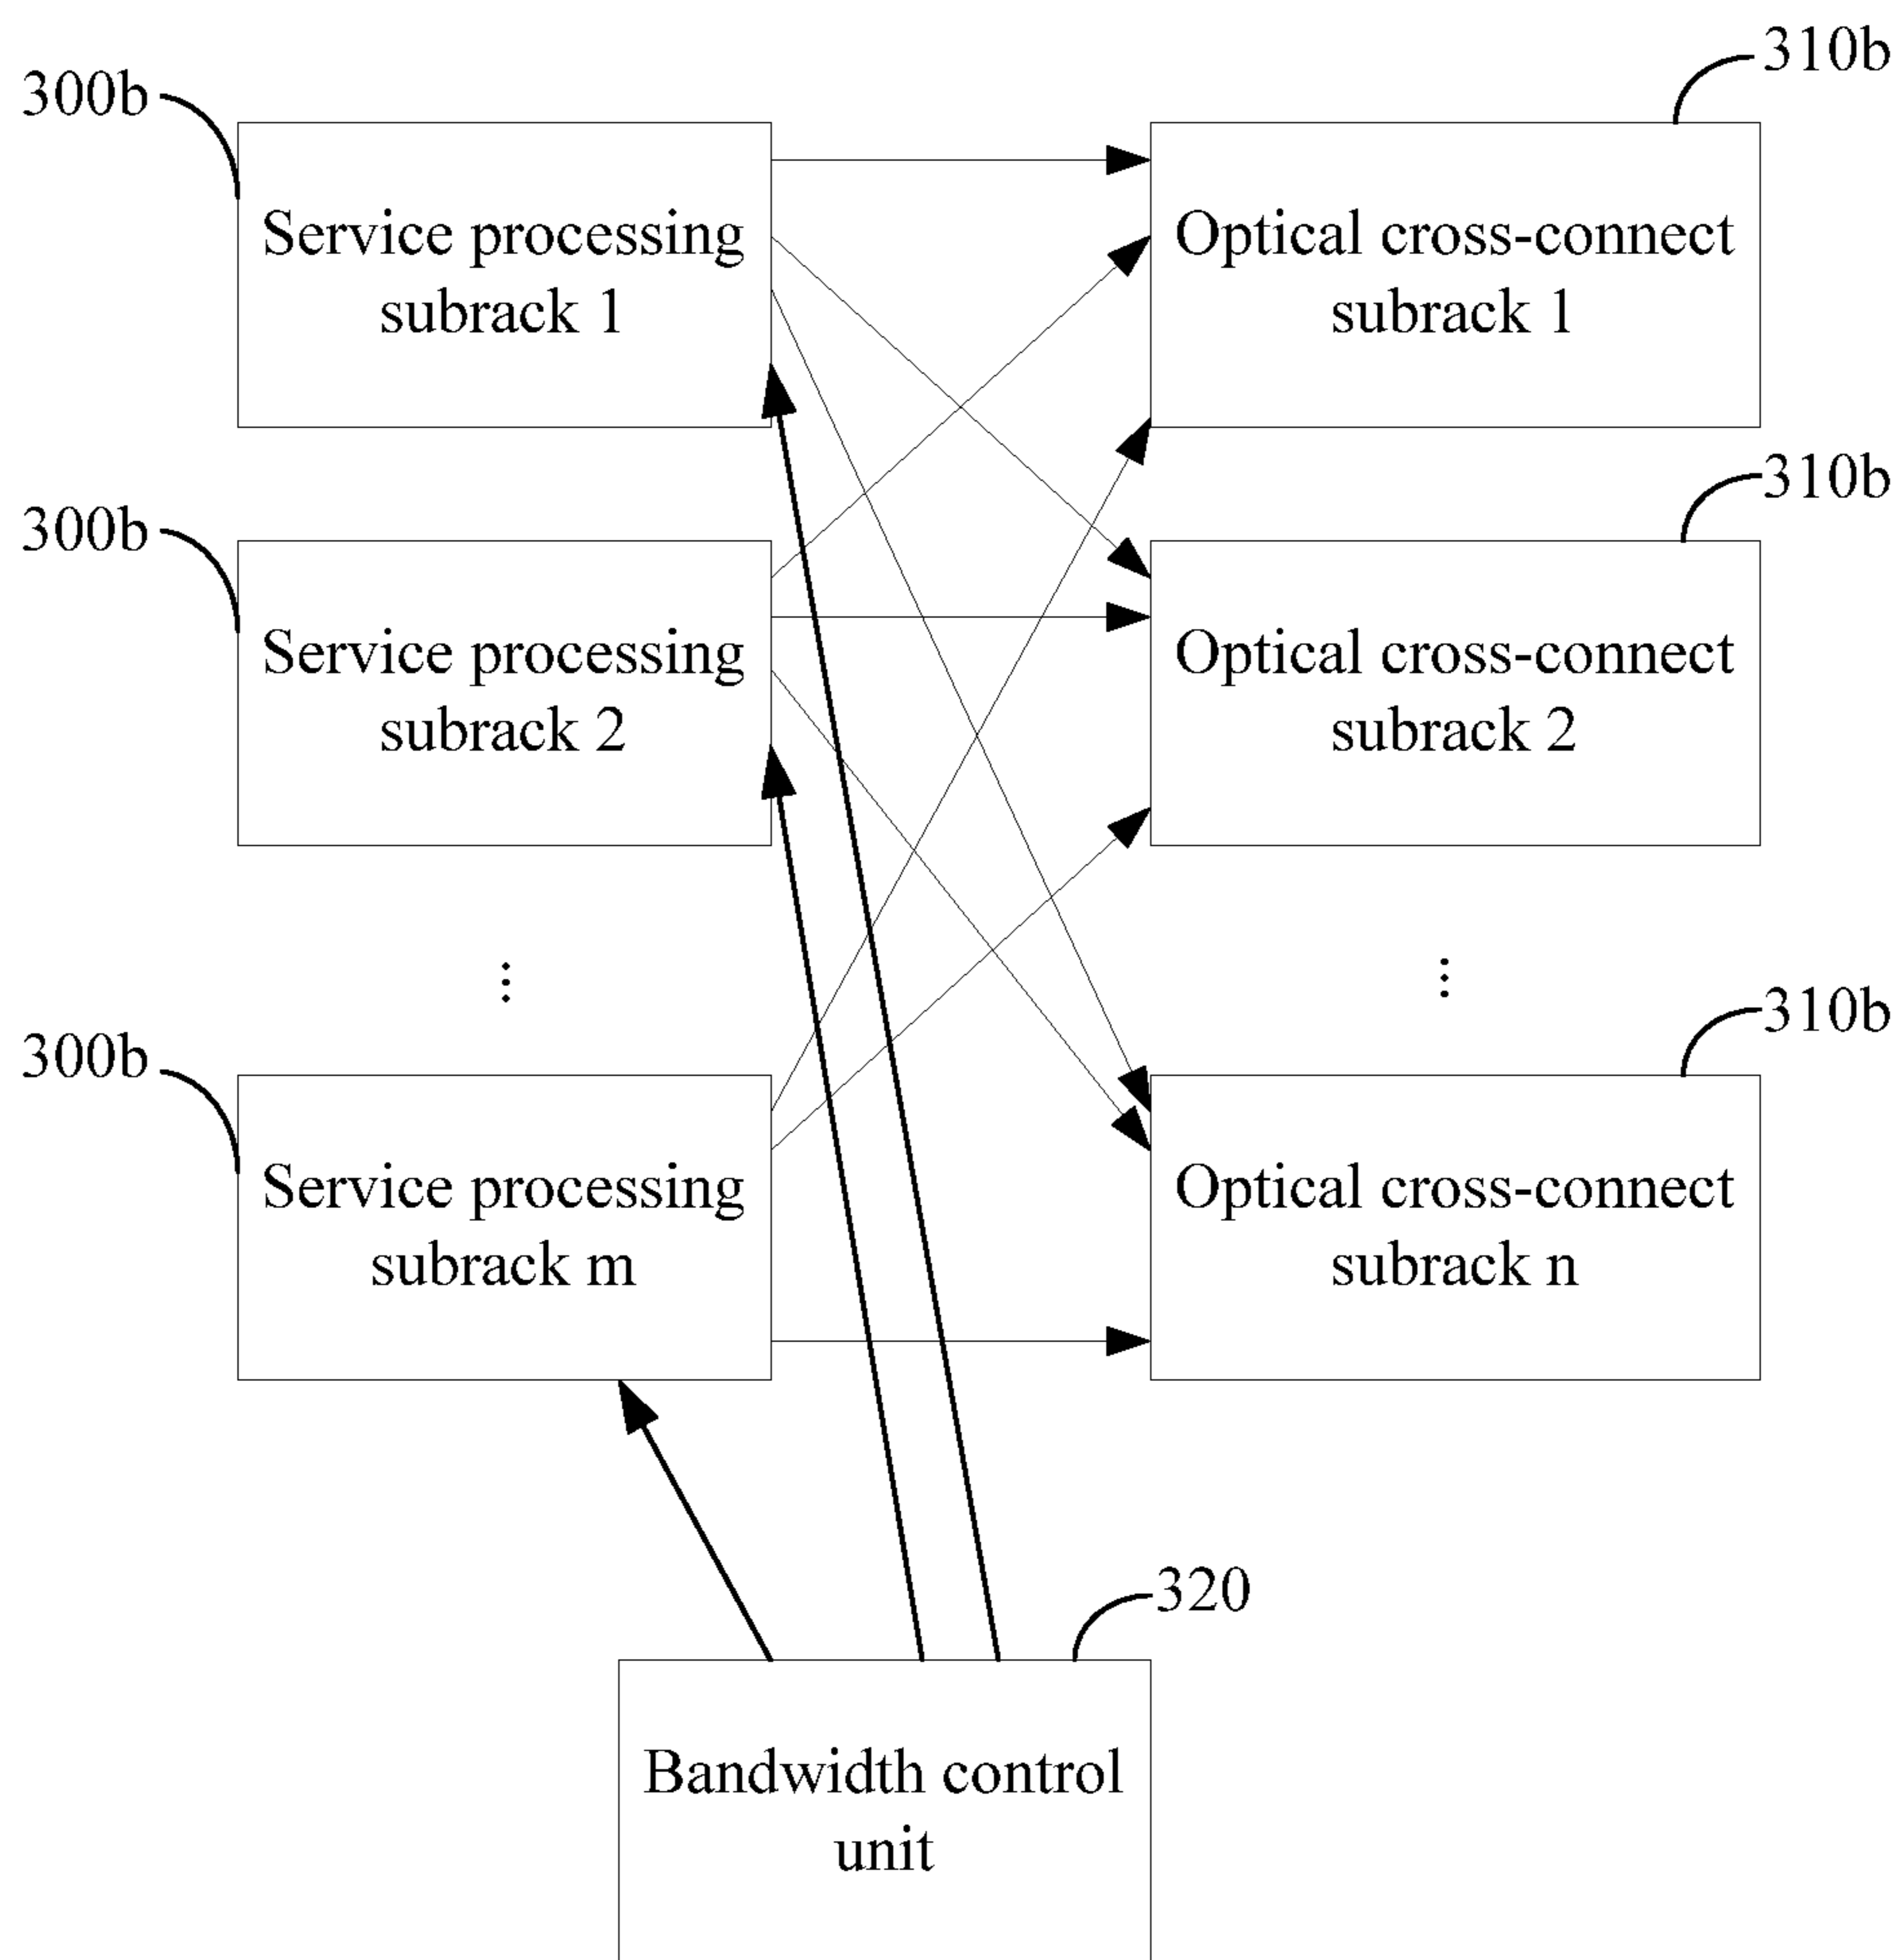 310b
300b
Service processing
subrack 1
Optical cross-connect
subrack 1
310b
300b
Service processing
subrack 2
Optical cross-connect
subrack 2
⋮
⋮
310b
300b
Service processing
subrack m
Optical cross-connect
subrack n
320
Bandwidth control
unit